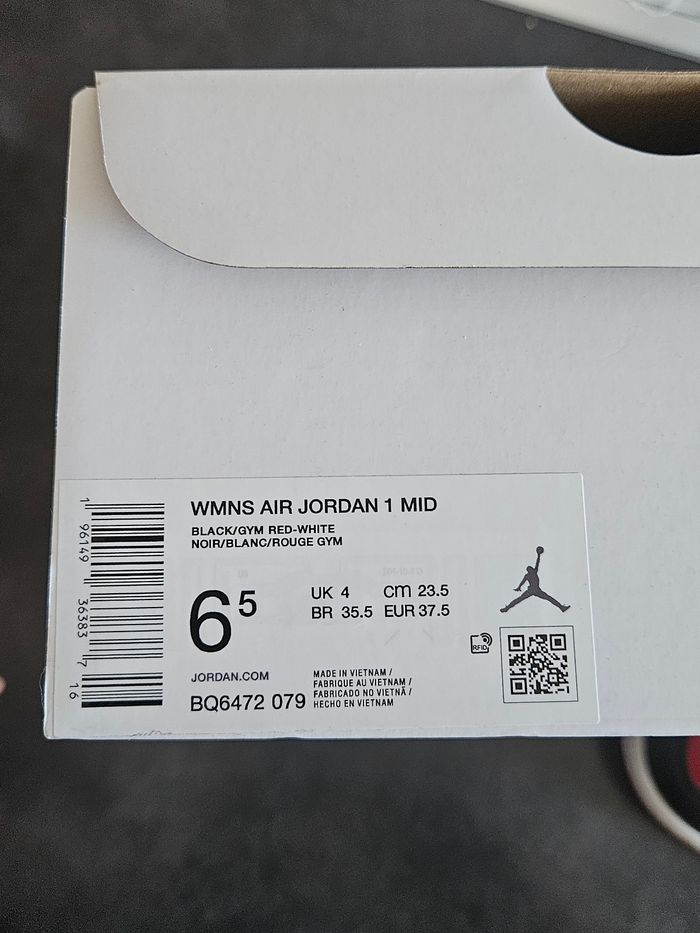 WMNS AIR JORDAN 1 MID
BLACK/GYM RED-WHITE
NOIR/BLANC/ROUGE GYM
6⁵
UK 4 cm 23.5
BR 35.5 EUR 37.5
RFID
JORDAN.COM
BQ6472 079
MADE IN VIETNAM /
FABRIQUE AU VIETNAM /
FABRICADO NO VIETNÃ /
HECHO EN VIETNAM
1 96149 36383 7 16